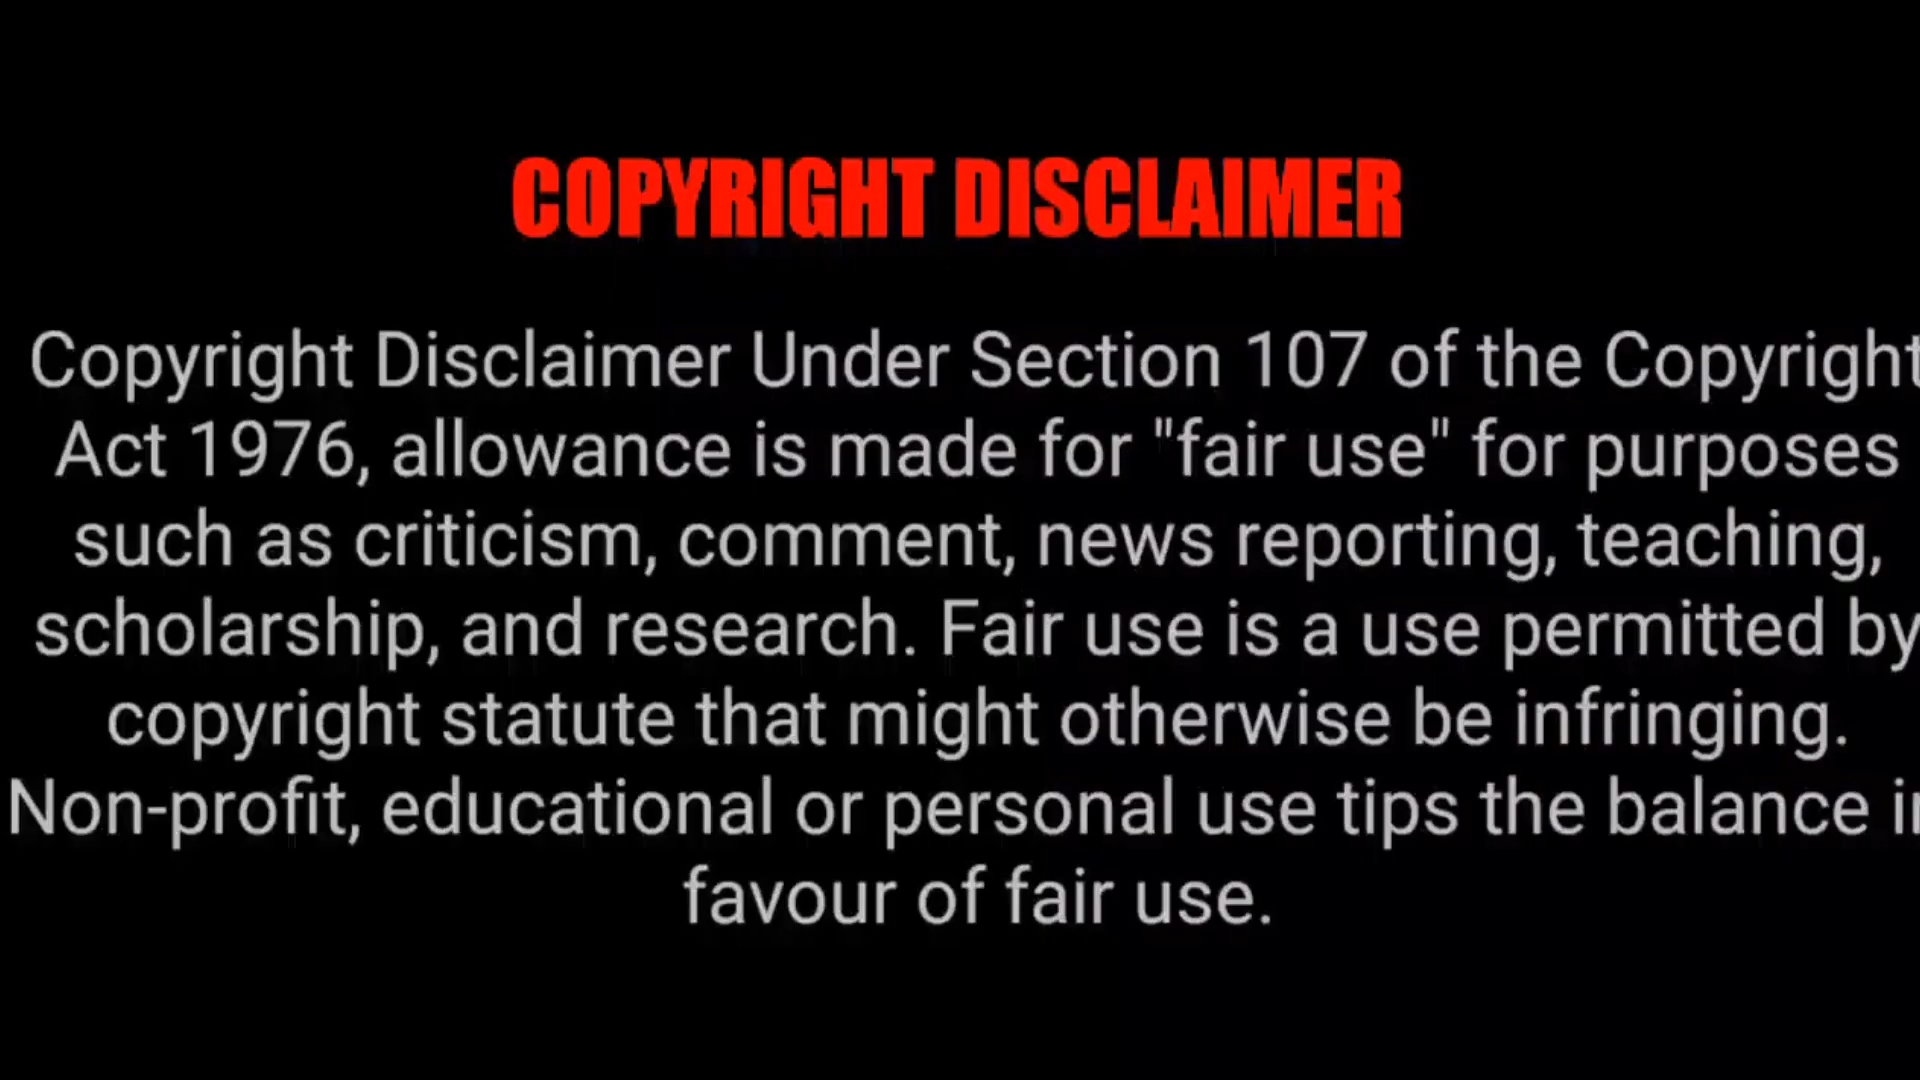 COPYRIGHT DISCLAIMER
Copyright Disclaimer Under Section 107 of the Copyright
Act 1976, allowance is made for "fair use" for purposes
such as criticism, comment, news reporting, teaching,
scholarship, and research. Fair use is a use permitted by
copyright statute that might otherwise be infringing.
Non-profit, educational or personal use tips the balance in
favour of fair use.